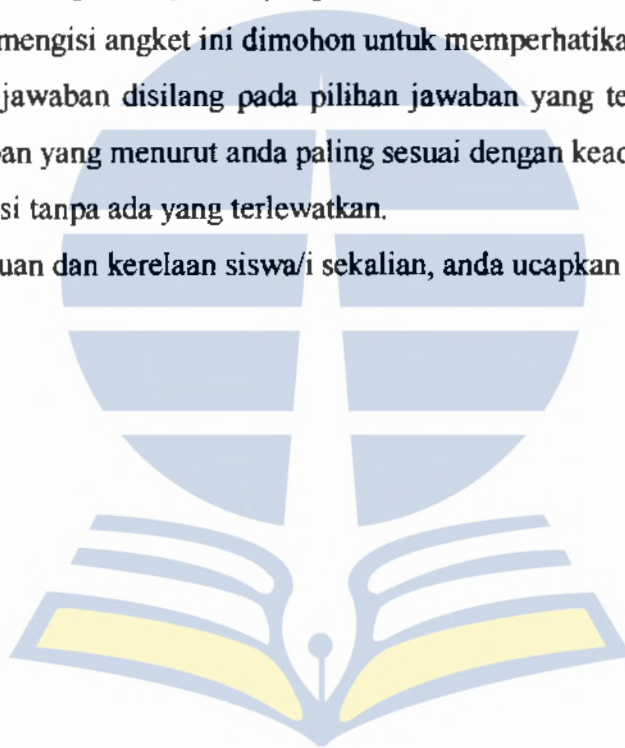 mengisi angket ini dimohon untuk memperhatika
jawaban disilang pada pilihan jawaban yang te
an yang menurut anda paling sesuai dengan kead
si tanpa ada yang terlewatkan.
uan dan kerelaan siswa/i sekalian, anda ucapkan